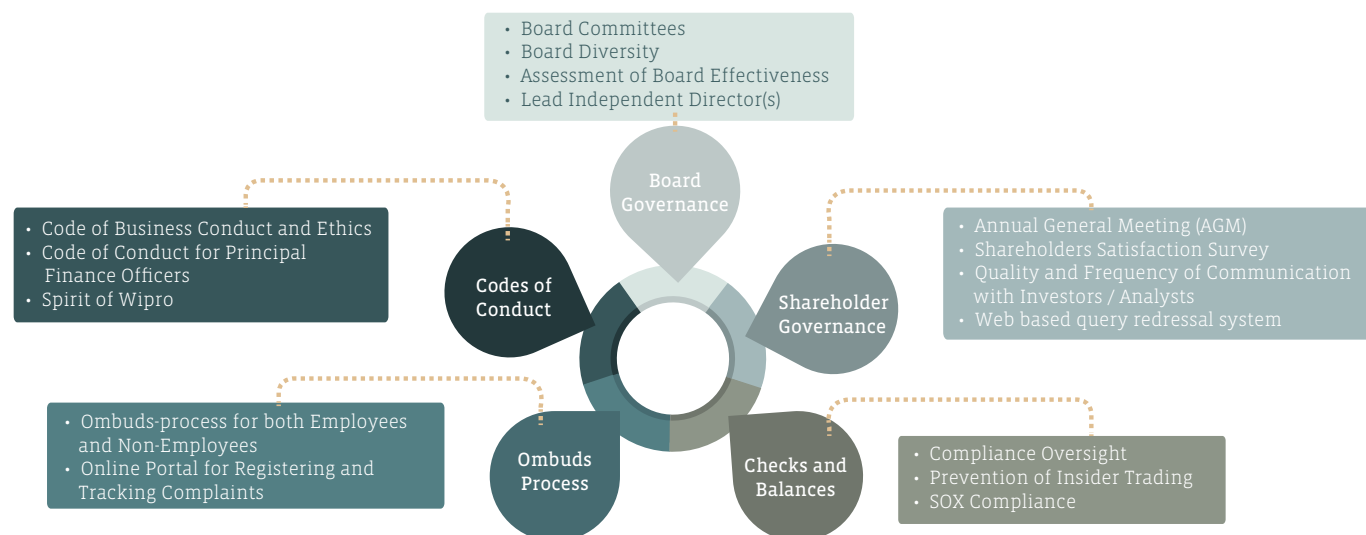 • Board Committees
• Board Diversity
• Assessment of Board Effectiveness
• Lead Independent Director(s)
Board
Governance
• Code of Business Conduct and Ethics
• Code of Conduct for Principal
Finance Officers
• Spirit of Wipro
Codes of
Conduct
Shareholder
Governance
• Annual General Meeting (AGM)
• Shareholders Satisfaction Survey
• Quality and Frequency of Communication
with Investors / Analysts
• Web based query redressal system
• Ombuds-process for both Employees
and Non-Employees
• Online Portal for Registering and
Tracking Complaints
Ombuds
Process
Checks and
Balances
• Compliance Oversight
• Prevention of Insider Trading
• SOX Compliance